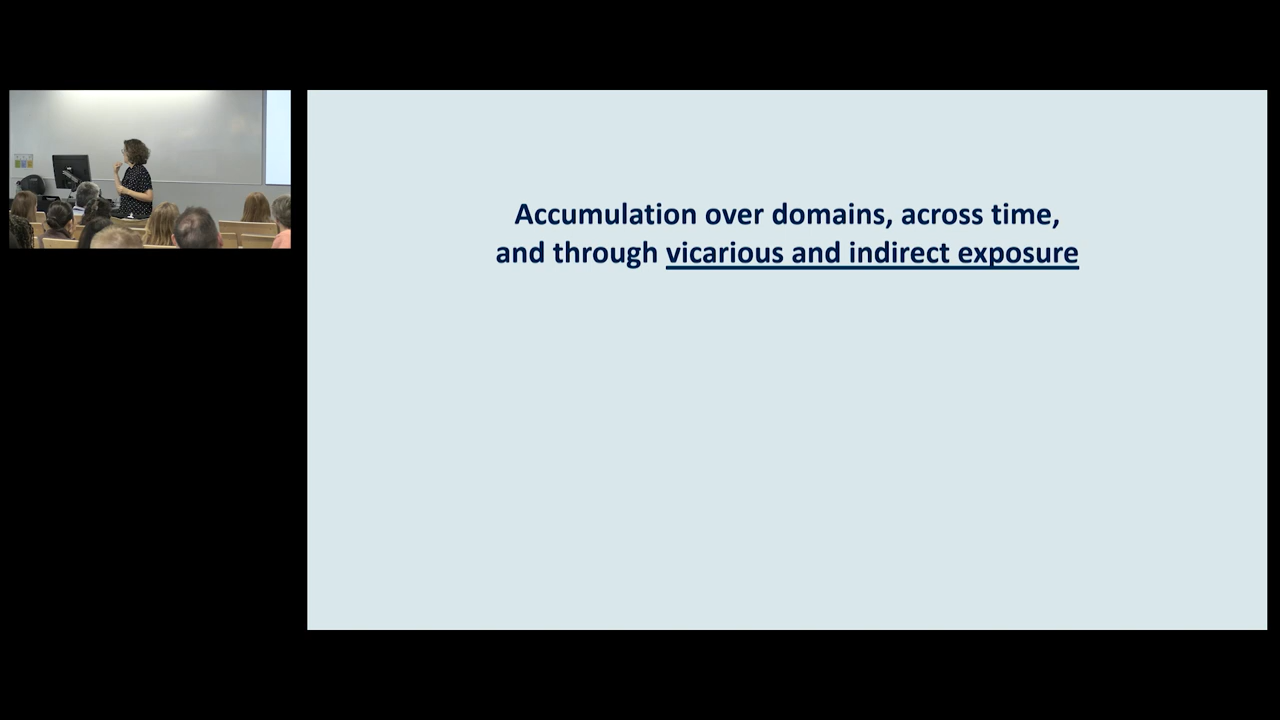 Accumulation over domains, across time,
and through vicarious and indirect exposure